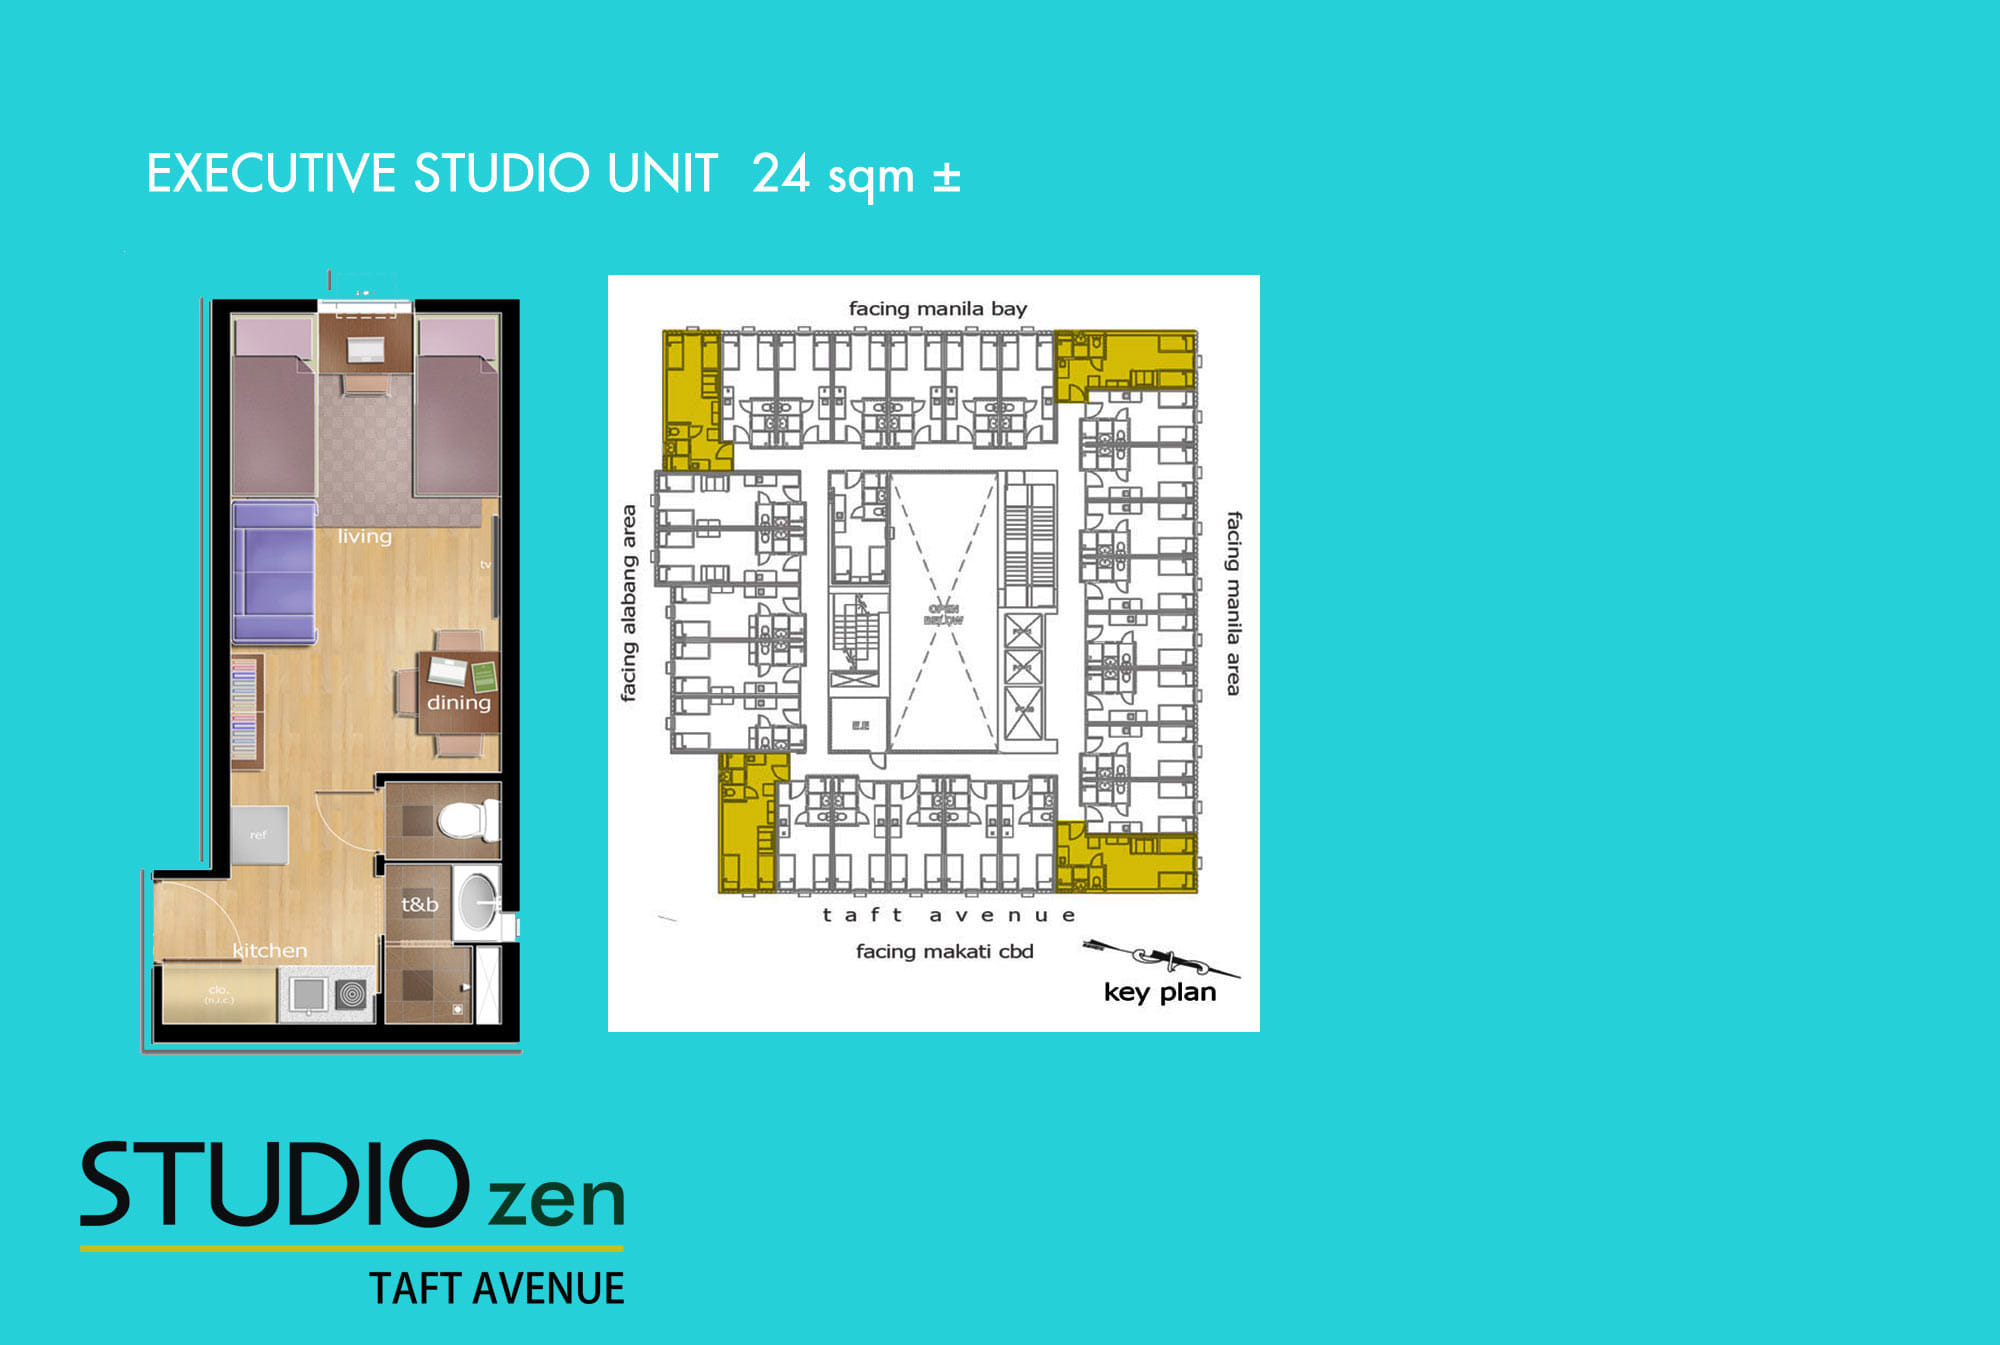 EXECUTIVE STUDIO UNIT 24 sqm ±
living
tv
dining
ref
t&b
kitchen
clo.
(n.i.c.)
facing manila bay
facing alabang area
facing manila area
OPEN
BELOW
E.E
taft avenue
facing makati cbd
key plan
STUDIO zen
TAFT AVENUE